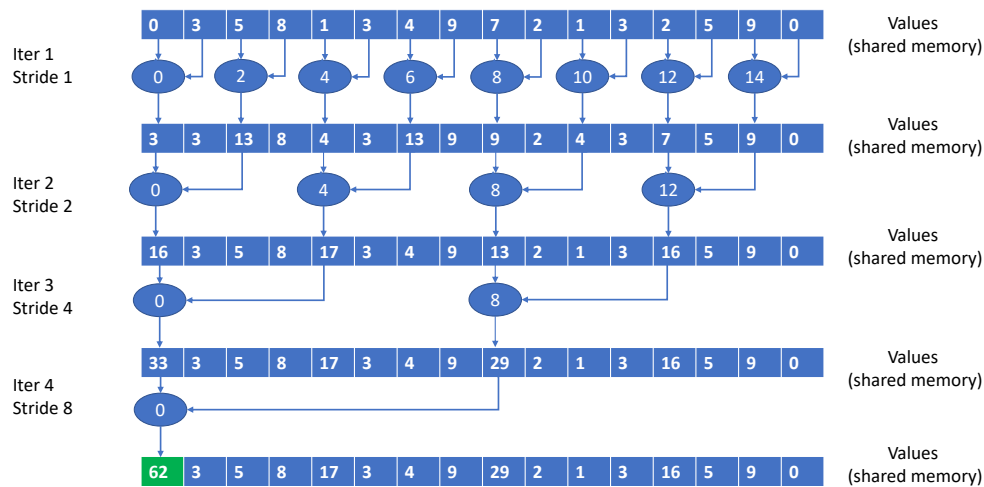 0 3 5 8 1 3 4 9 7 2 1 3 2 5 9 0 Values
(shared memory)
Iter 1
Stride 1
0 2 4 6 8 10 12 14
3 3 13 8 4 3 13 9 9 2 4 3 7 5 9 0 Values
(shared memory)
Iter 2
Stride 2
0 4 8 12
16 3 5 8 17 3 4 9 13 2 1 3 16 5 9 0 Values
(shared memory)
Iter 3
Stride 4
0 8
33 3 5 8 17 3 4 9 29 2 1 3 16 5 9 0 Values
(shared memory)
Iter 4
Stride 8
0
62 3 5 8 17 3 4 9 29 2 1 3 16 5 9 0 Values
(shared memory)